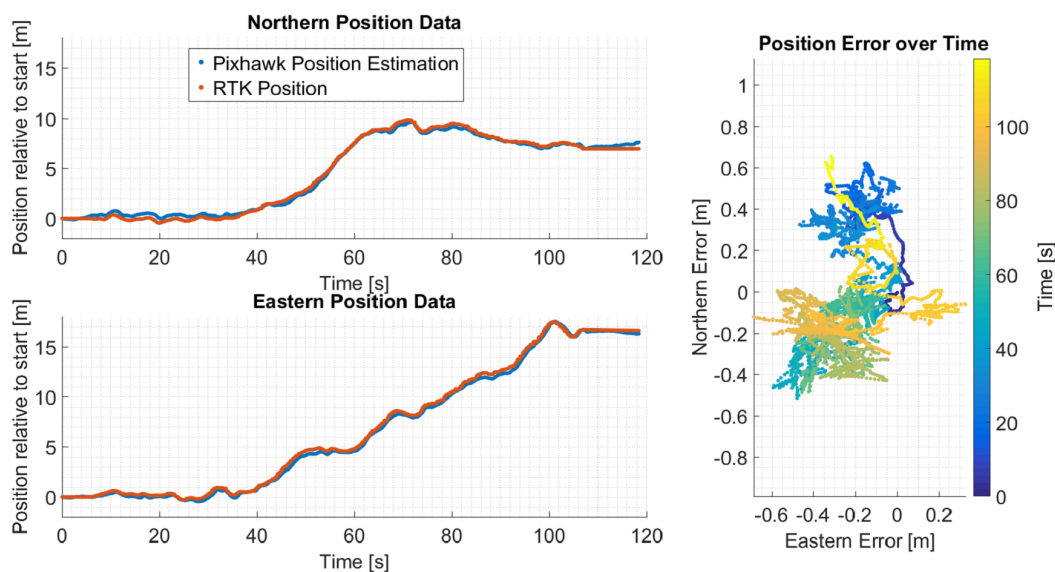 Northern Position Data
Position relative to start [m]
15
10
5
0
Pixhawk Position Estimation
RTK Position
0 20 40 60 80 100 120
Time [s]
Eastern Position Data
Position relative to start [m]
15
10
5
0
0 20 40 60 80 100 120
Time [s]
Position Error over Time
Northern Error [m]
1
0.8
0.6
0.4
0.2
0
-0.2
-0.4
-0.6
-0.8
-0.6 -0.4 -0.2 0 0.2
Eastern Error [m]
100
80
60
40
20
0
Time [s]